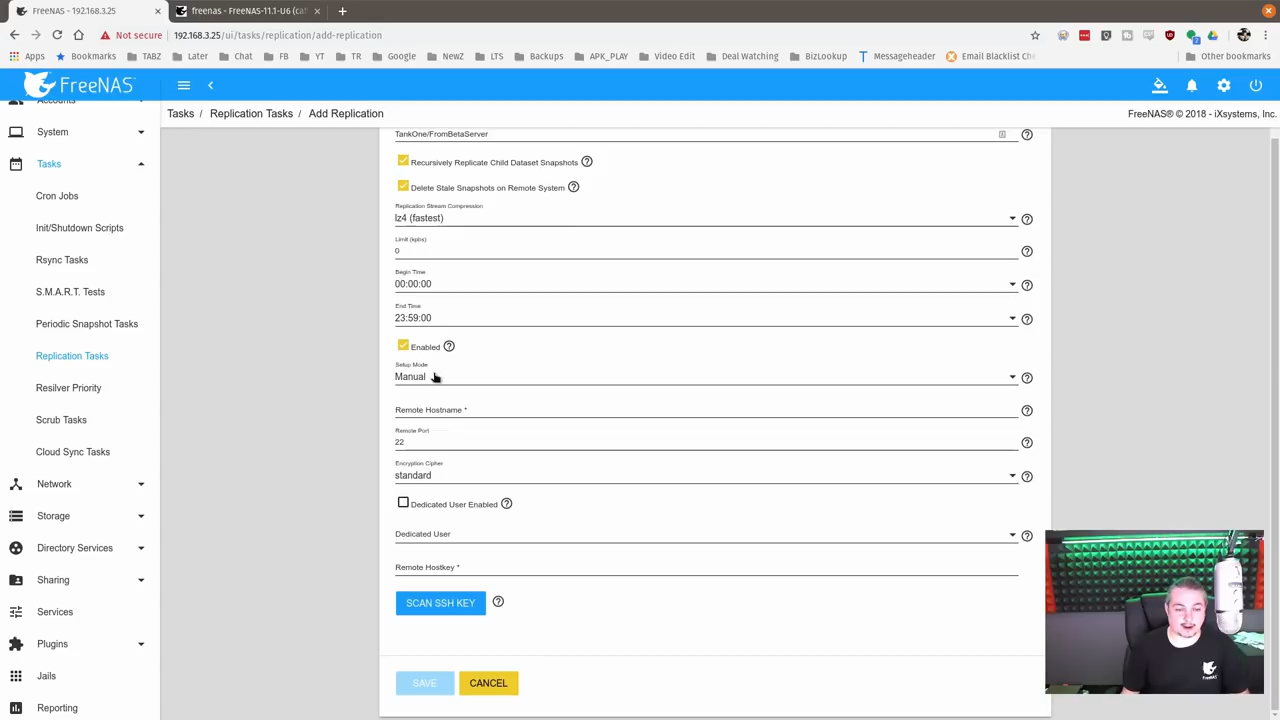 FreeNAS - 192.168.3.25
freenas - FreeNAS-11.1-U6 (ca
Not secure 192.168.3.25/ui/tasks/replication/add-replication
Apps Bookmarks TABZ Later Chat FB YT TR Google NewZ LTS Backups APK_PLAY Video Edit Deal Watching BizLookup Messageheader Email Blacklist Che Other bookmarks
FreeNAS
Tasks / Replication Tasks / Add Replication
FreeNAS® © 2018 - iXsystems, Inc.
Accounts
System
Tasks
Cron Jobs
Init/Shutdown Scripts
Rsync Tasks
S.M.A.R.T. Tests
Periodic Snapshot Tasks
Replication Tasks
Resilver Priority
Scrub Tasks
Cloud Sync Tasks
Network
Storage
Directory Services
Sharing
Services
Plugins
Jails
Reporting
TankOne/FromBetaServer
Recursively Replicate Child Dataset Snapshots
Delete Stale Snapshots on Remote System
Replication Stream Compression
lz4 (fastest)
Limit (kbps)
0
Begin Time
00:00:00
End Time
23:59:00
Enabled
Setup Mode
Manual
Remote Hostname *
Remote Port
22
Encryption Cipher
standard
Dedicated User Enabled
Dedicated User
Remote Hostkey *
SCAN SSH KEY
SAVE CANCEL